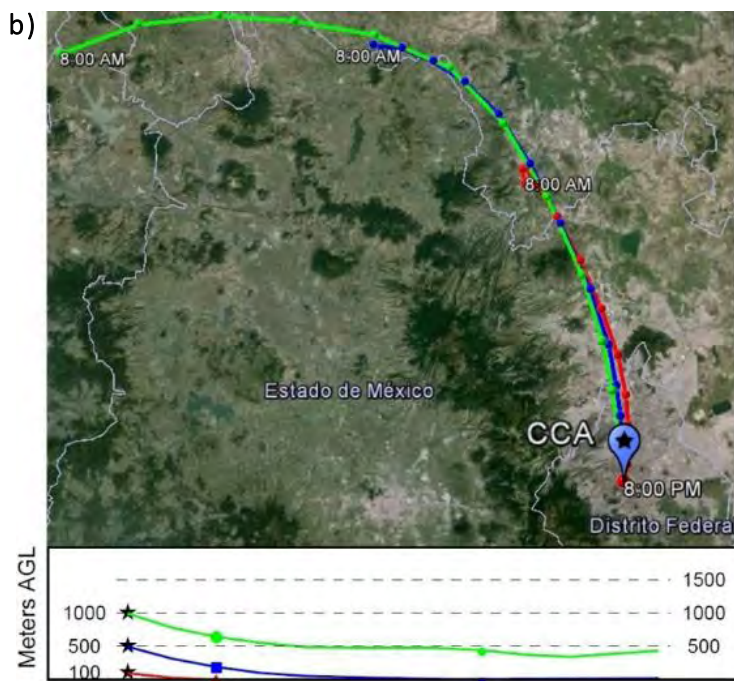 b)
8:00 AM
8:00 AM
8:00 AM
Estado de México
CCA
8:00 PM
Distrito Federa
Meters AGL
1500
1000
1000
500
500
100